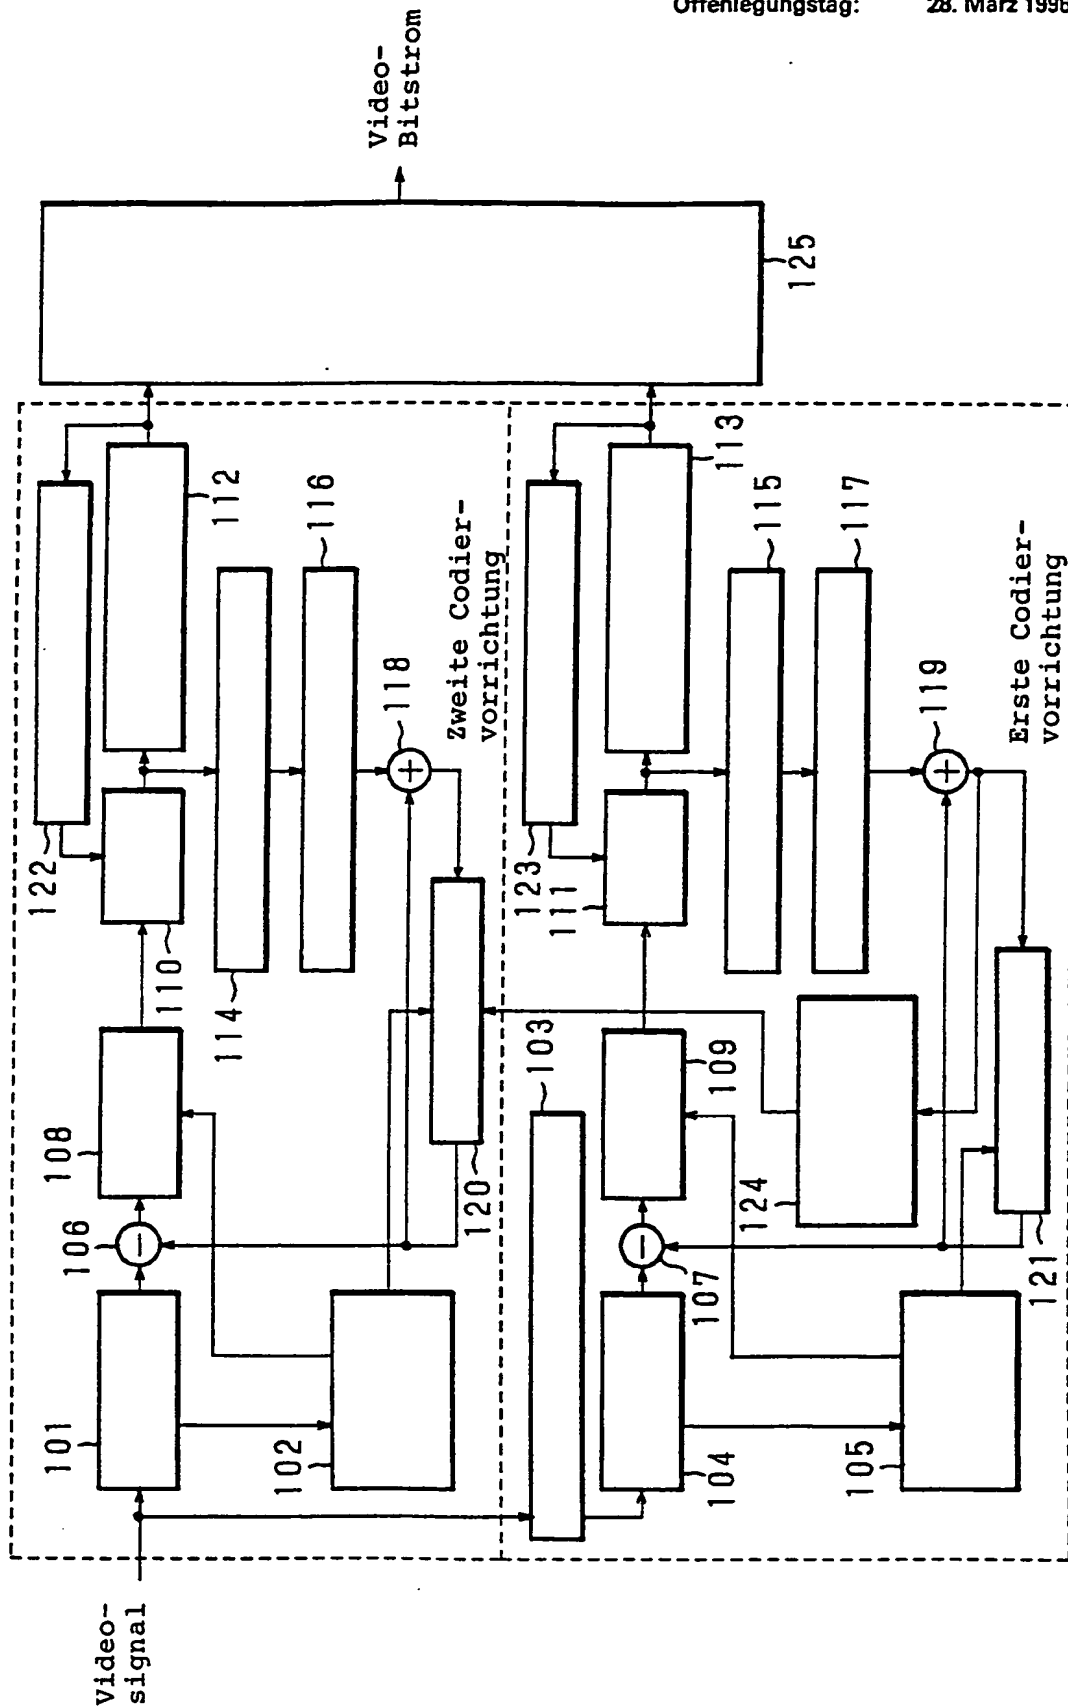 Offenlegungstag: 28. März 1996
Video-
signal
101
102
106
108
110
122
112
114
116
118
120
Zweite Codier-
vorrichtung
103
104
105
107
109
111
123
113
115
117
119
121
124
Erste Codier-
vorrichtung
125
Video-
Bitstrom